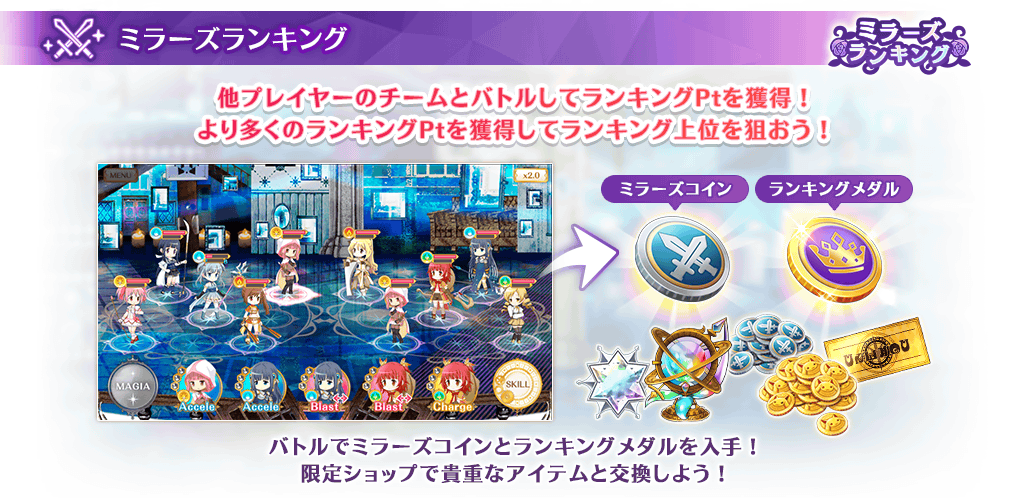 ミラーズランキング
ミラーズ
ランキング
他プレイヤーのチームとバトルしてランキングPtを獲得！
より多くのランキングPtを獲得してランキング上位を狙おう！
MENU
x2.0
ミラーズコイン
ランキングメダル
MAGIA
Accele
Accele
Blast
Blast
Charge
SKILL
バトルでミラーズコインとランキングメダルを入手！
限定ショップで貴重なアイテムと交換しよう！